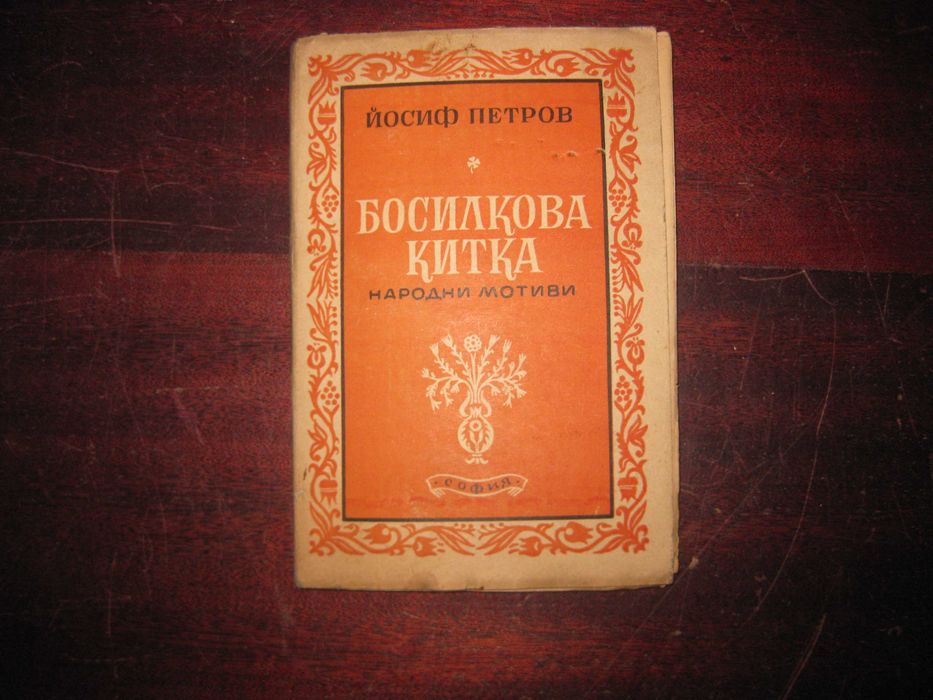 ЙОСИФ ПЕТРОВ
БОСИЛКОВА
КИТКА
НАРОДНИ МОТИВИ
· СОФИЯ ·